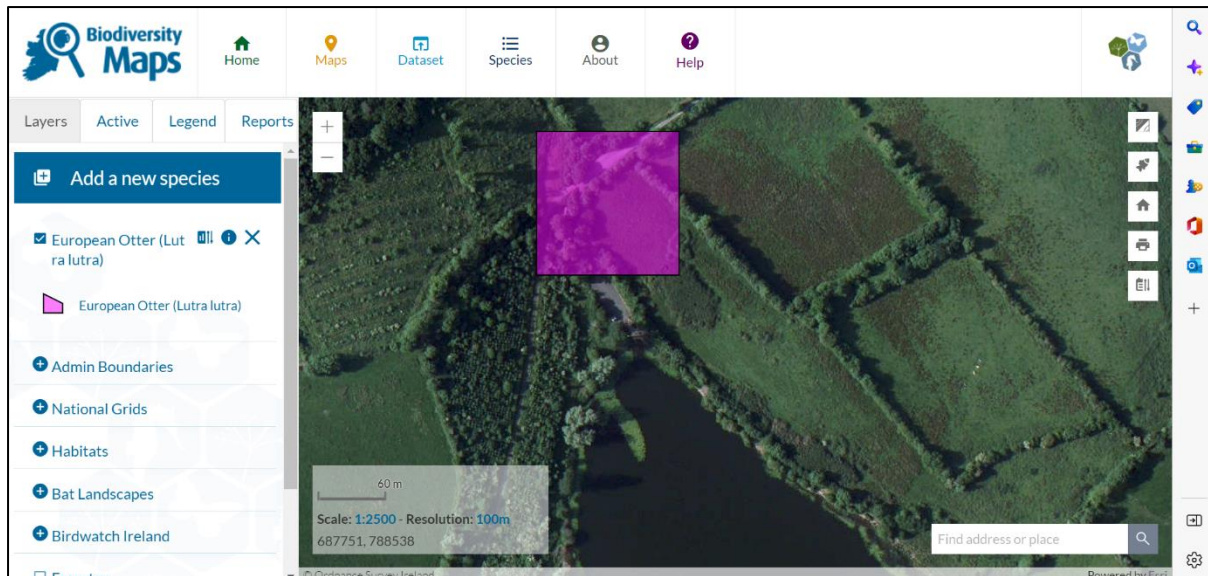 Biodiversity
Maps
Home
Maps
Dataset
Species
About
Help
Layers
Active
Legend
Reports
Add a new species
European Otter (Lut
ra lutra)
European Otter (Lutra lutra)
Admin Boundaries
National Grids
Habitats
Bat Landscapes
Birdwatch Ireland
60 m
Scale: 1:2500 - Resolution: 100m
687751, 788538
Find address or place
© Ordnance Survey Ireland
Powered by Esri